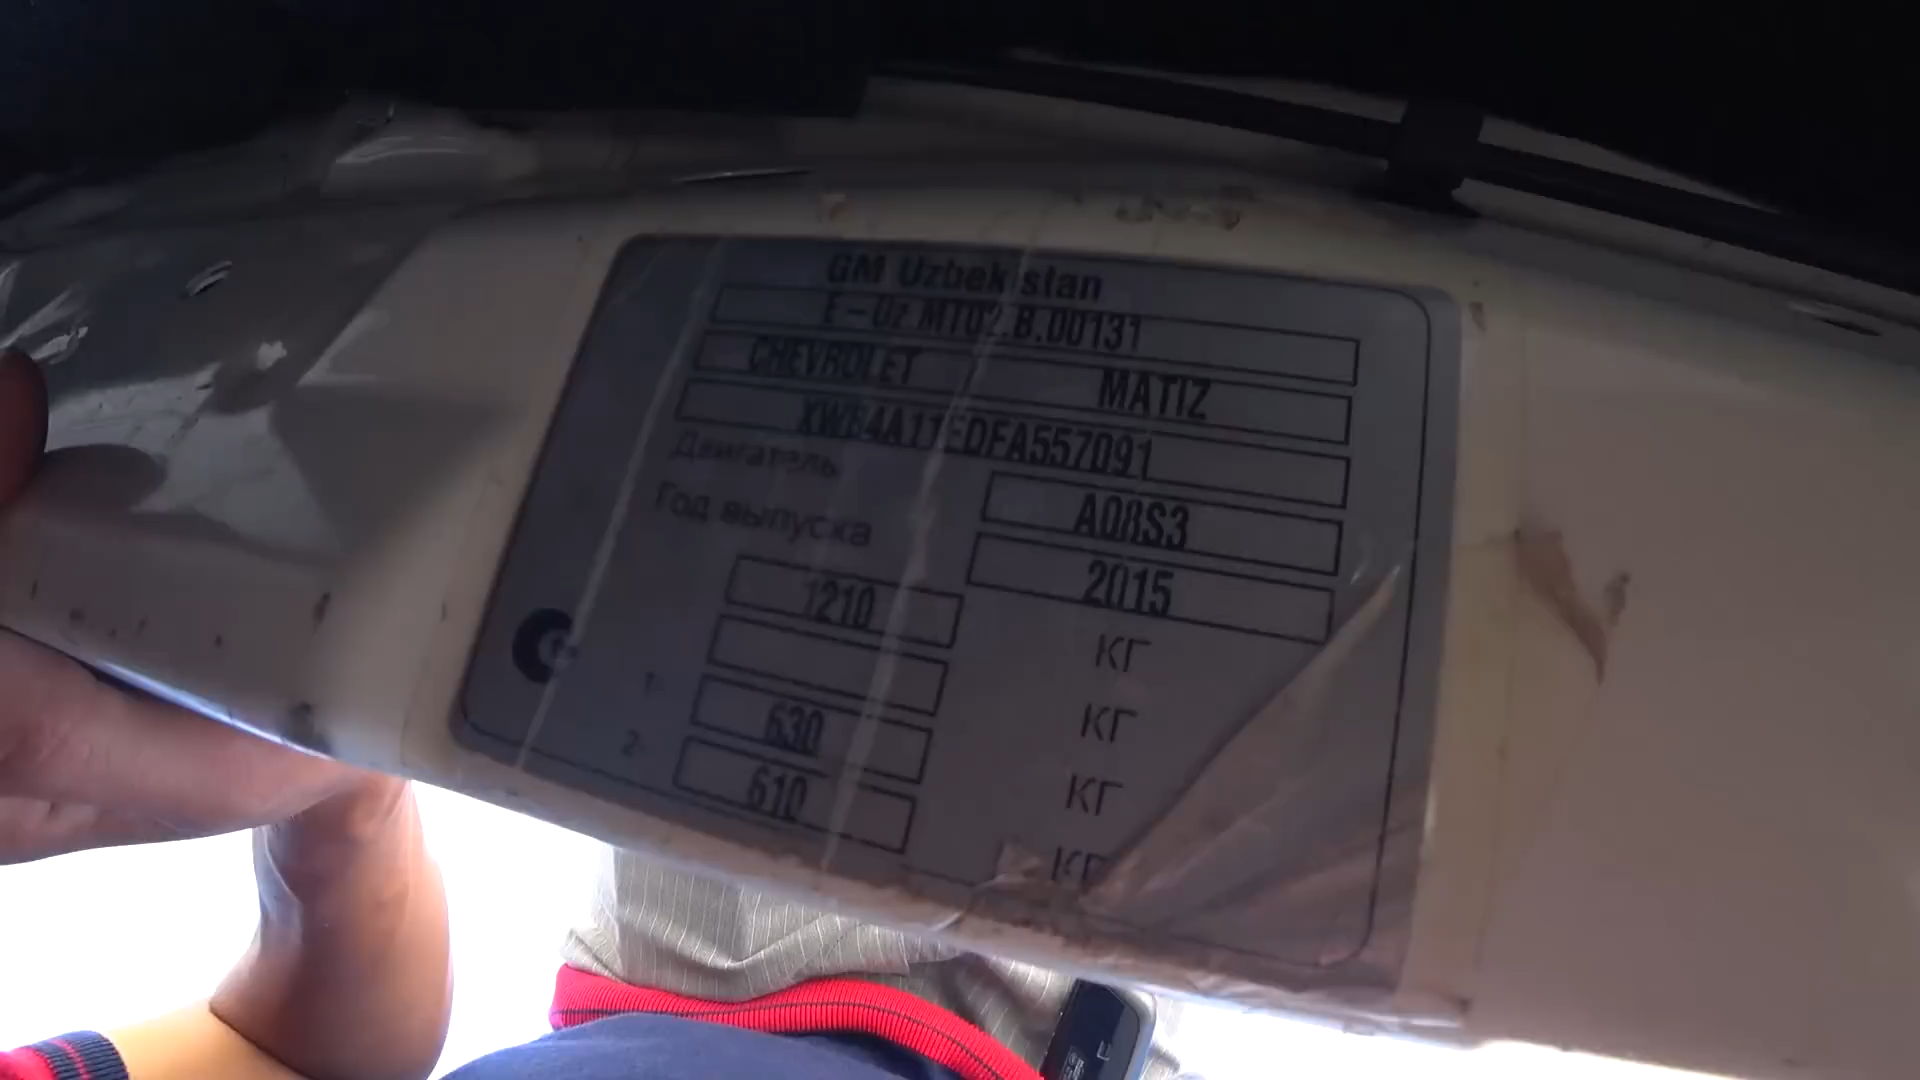 GM Uzbekistan
E-Uz.MT02.B.00131
CHEVROLET MATIZ
XWB4A11EDFA557091
Двигатель A08S3
Год выпуска 2015
1210 КГ
КГ
1- 630 КГ
2- 610 КГ